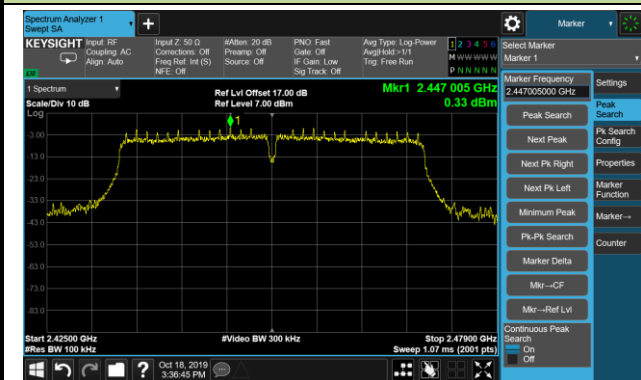 Spectrum Analyzer 1
Swept SA
+
Marker
KEYSIGHT
Input: RF
Coupling: AC
Align: Auto
Input Z: 50 Ω
Corrections: Off
Freq Ref: Int (S)
NFE: Off
#Atten: 20 dB
Preamp: Off
Source: Off
PNO: Fast
Gate: Off
IF Gain: Low
Sig Track: Off
Avg Type: Log-Power
Avg|Hold:>1/1
Trig: Free Run
1 2 3 4 5 6
M W W W W W
P N N N N N
Select Marker
Marker 1
1 Spectrum
Scale/Div 10 dB
Log
Ref Lvl Offset 17.00 dB
Ref Level 7.00 dBm
Mkr1 2.447 005 GHz
0.33 dBm
1
-3.00
-13.0
-23.0
-33.0
-43.0
-53.0
-63.0
-73.0
-83.0
Start 2.42500 GHz
#Res BW 100 kHz
#Video BW 300 kHz
Stop 2.47900 GHz
Sweep 1.07 ms (2001 pts)
Marker Frequency
2.447005000 GHz
Peak Search
Next Peak
Next Pk Right
Next Pk Left
Minimum Peak
Pk-Pk Search
Marker Delta
Mkr→CF
Mkr→Ref Lvl
Continuous Peak
Search
On
Off
Settings
Peak
Search
Pk Search
Config
Properties
Marker
Function
Marker→
Counter
?
Oct 18, 2019
3:36:45 PM